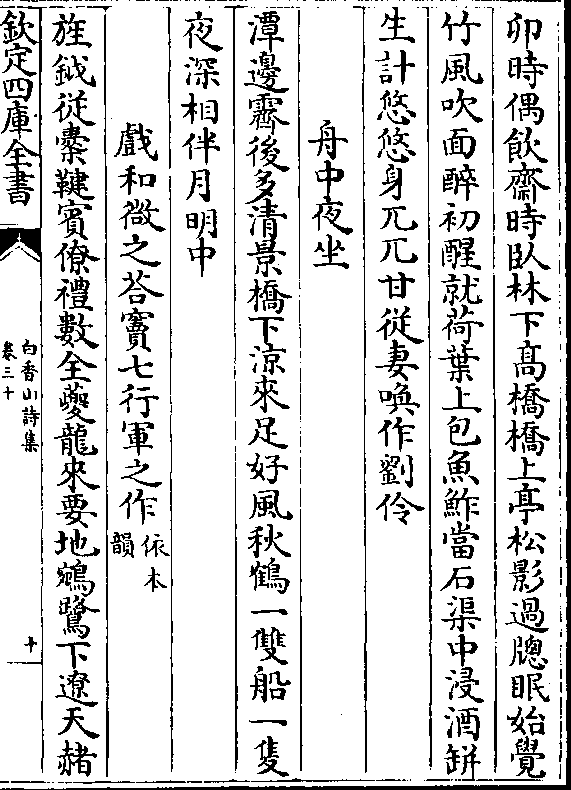 卯時偶飲齋時臥林下髙橋橋上亭松影過牎眠始覺
竹風吹面醉初醒就荷葉上包魚鮓當石渠中浸酒缾
生計悠悠身兀兀甘従妻喚作劉伶
舟中夜坐
潭邊霽後多清景橋下涼來足好風秋鶴一雙船一隻
夜深相伴月明中
戲和微之荅竇七行軍之作依本韻
旌鉞従櫜鞬賓僚禮數全夔龍來要地鵷鷺下遼天赭
欽定四庫全書
白香山詩集
卷三十
十